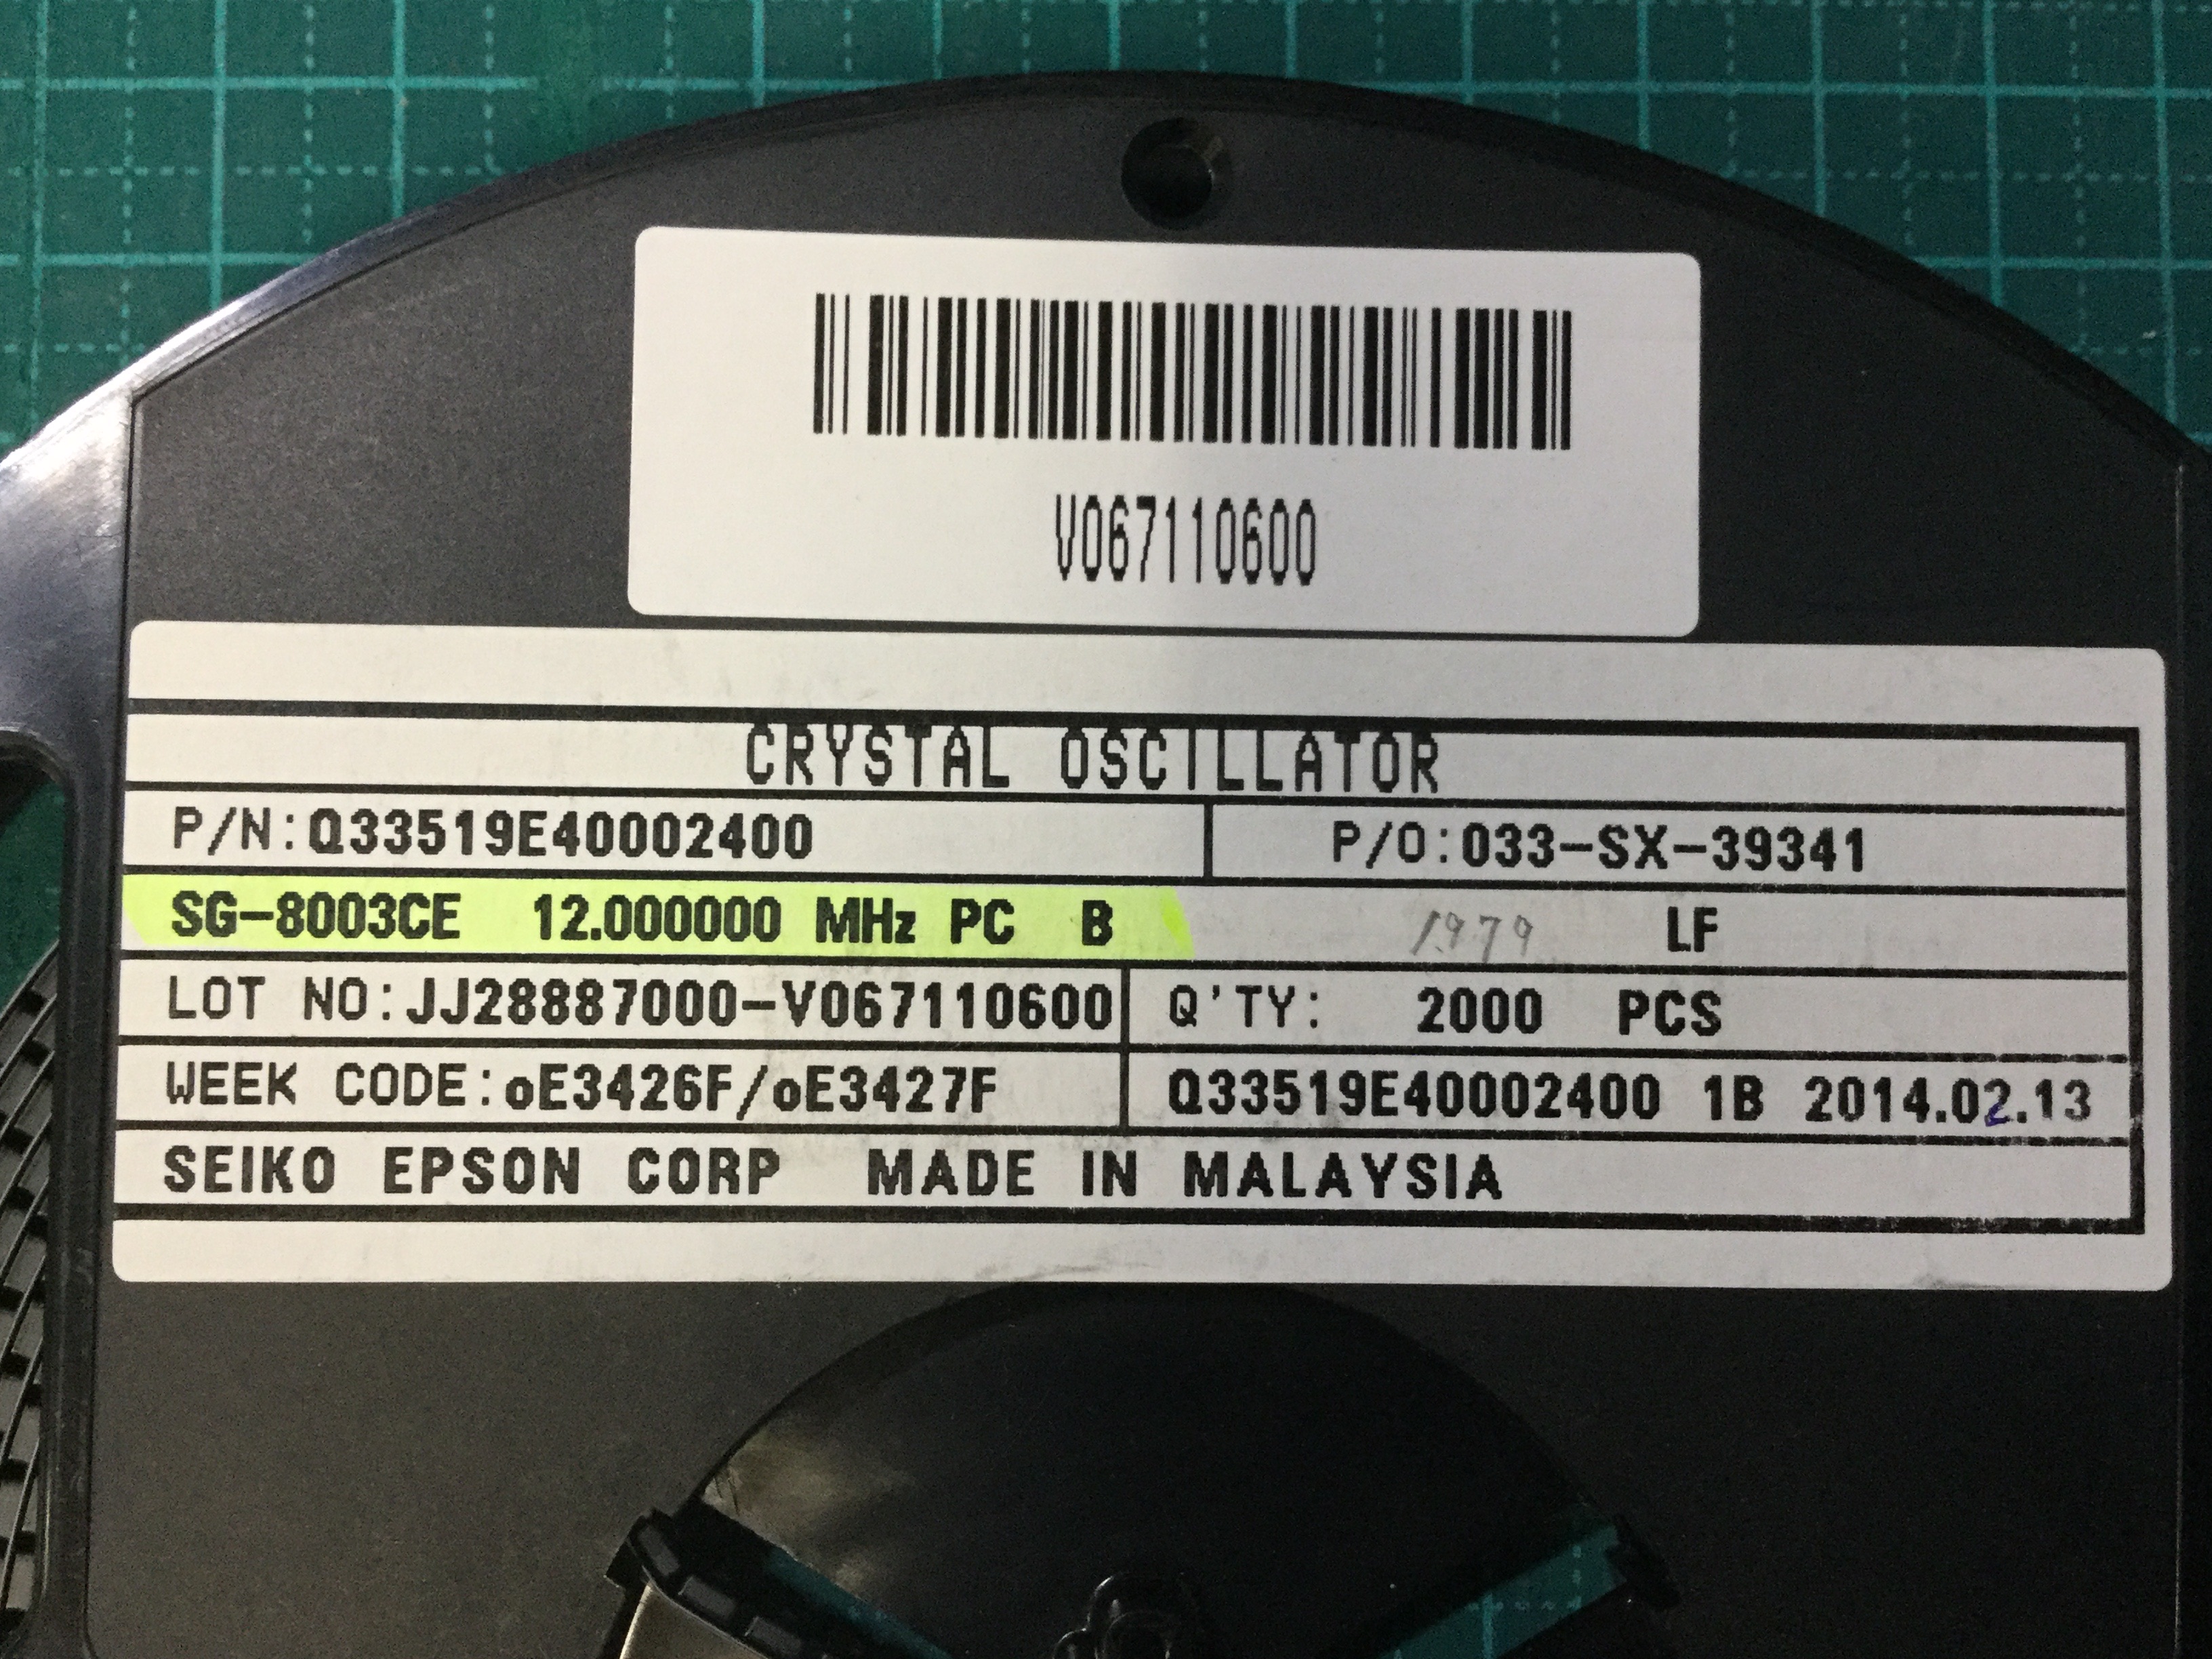 V067110600
CRYSTAL OSCILLATOR
P/N:Q33519E40002400 P/O:033-SX-39341
SG-8003CE 12.000000 MHz PC B 1979 LF
LOT NO:JJ28887000-V067110600 Q'TY: 2000 PCS
WEEK CODE:oE3426F/oE3427F Q33519E40002400 1B 2014.02.13
SEIKO EPSON CORP MADE IN MALAYSIA